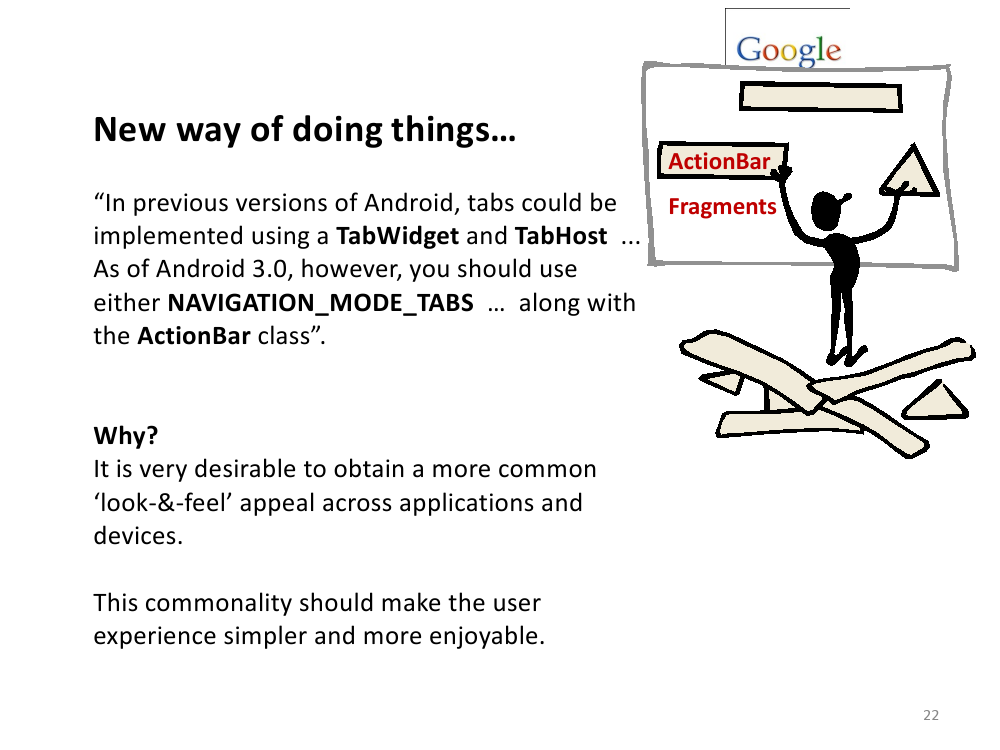 Google
New way of doing things…
ActionBar
Fragments
“In previous versions of Android, tabs could be
implemented using a TabWidget and TabHost ...
As of Android 3.0, however, you should use
either NAVIGATION_MODE_TABS … along with
the ActionBar class”.
Why?
It is very desirable to obtain a more common
‘look-&-feel’ appeal across applications and
devices.
This commonality should make the user
experience simpler and more enjoyable.
22